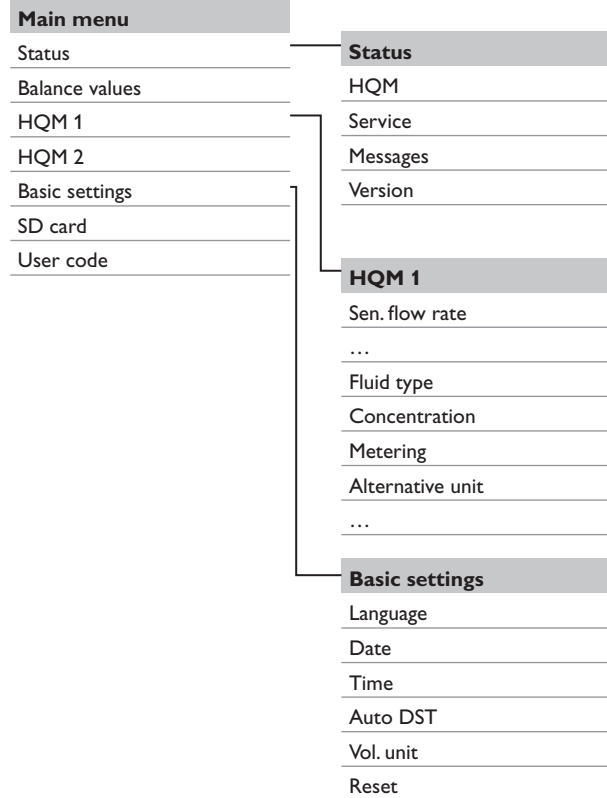 Main menu
Status
Balance values
HQM 1
HQM 2
Basic settings
SD card
User code
Status
HQM
Service
Messages
Version
HQM 1
Sen. flow rate
…
Fluid type
Concentration
Metering
Alternative unit
…
Basic settings
Language
Date
Time
Auto DST
Vol. unit
Reset